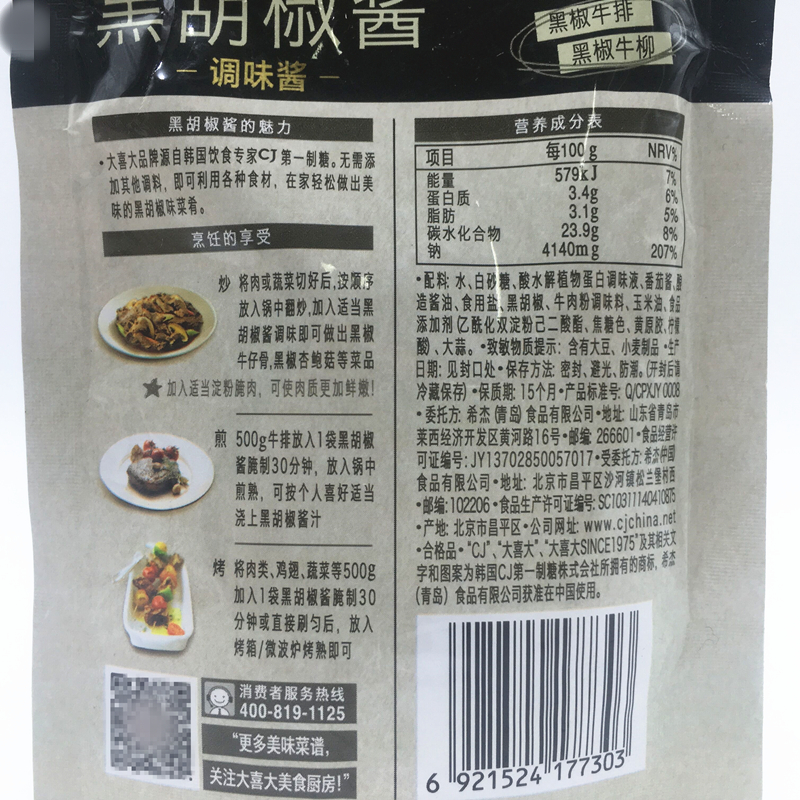 黑胡椒酱
调味酱
黑椒牛排
黑椒牛柳
黑胡椒酱的魅力
•大喜大品牌源自韩国饮食专家CJ第一制糖。无需添
加其他调料，即可利用各种食材，在家轻松做出美
味的黑胡椒味菜肴。
烹饪的享受
炒 将肉或蔬菜切好后，按顺序
放入锅中翻炒,加入适当黑
胡椒酱调味即可做出黑椒
牛仔骨,黑椒杏鲍菇等菜品
★加入适当淀粉腌肉，可使肉质更加鲜嫩!
煎 500g牛排放入1袋黑胡椒
酱腌制30分钟，放入锅中
煎熟，可按个人喜好适当
浇上黑胡椒酱汁
烤 将肉类、鸡翅、蔬菜等500g
加入1袋黑胡椒酱腌制30
分钟或直接刷匀后，放入
烤箱/微波炉烤熟即可
消费者服务热线
400-819-1125
“更多美味菜谱,
关注大喜大美食厨房!”
营养成分表
项目 每100g NRV%
能量 579kJ 7%
蛋白质 3.4g 6%
脂肪 3.1g 5%
碳水化合物 23.9g 8%
钠 4140mg 207%
•配料: 水、白砂糖、酸水解植物蛋白调味液、番茄酱、酿
造酱油、食用盐、黑胡椒、牛肉粉调味料、玉米油、食品
添加剂(乙酰化双淀粉己二酸酯、焦糖色、黄原胶、柠檬
酸)、大蒜。•致敏物质提示: 含有大豆、小麦制品•生产
日期: 见封口处•保存方法: 密封、避光、防潮。(开封后请
冷藏保存)•保质期: 15个月•产品标准号: Q/CPXJY 0008
•委托方: 希杰(青岛)食品有限公司•地址: 山东省青岛市
莱西经济开发区黄河路16号•邮编: 266601•食品经营许
可证编号: JY13702850057017•受委托方: 希杰仲国
食品有限公司•地址: 北京市昌平区沙河镇松兰堡村西
•邮编: 102206•食品生产许可证编号: SC10311140410875
•产地: 北京市昌平区•公司网址: www.cjchina.net
•合格品•“CJ”、“大喜大”、“大喜大SINCE1975”及其相关文
字和图案为韩国CJ第一制糖株式会社所拥有的商标，希杰
(青岛)食品有限公司获准在中国使用。
6 921524 177303